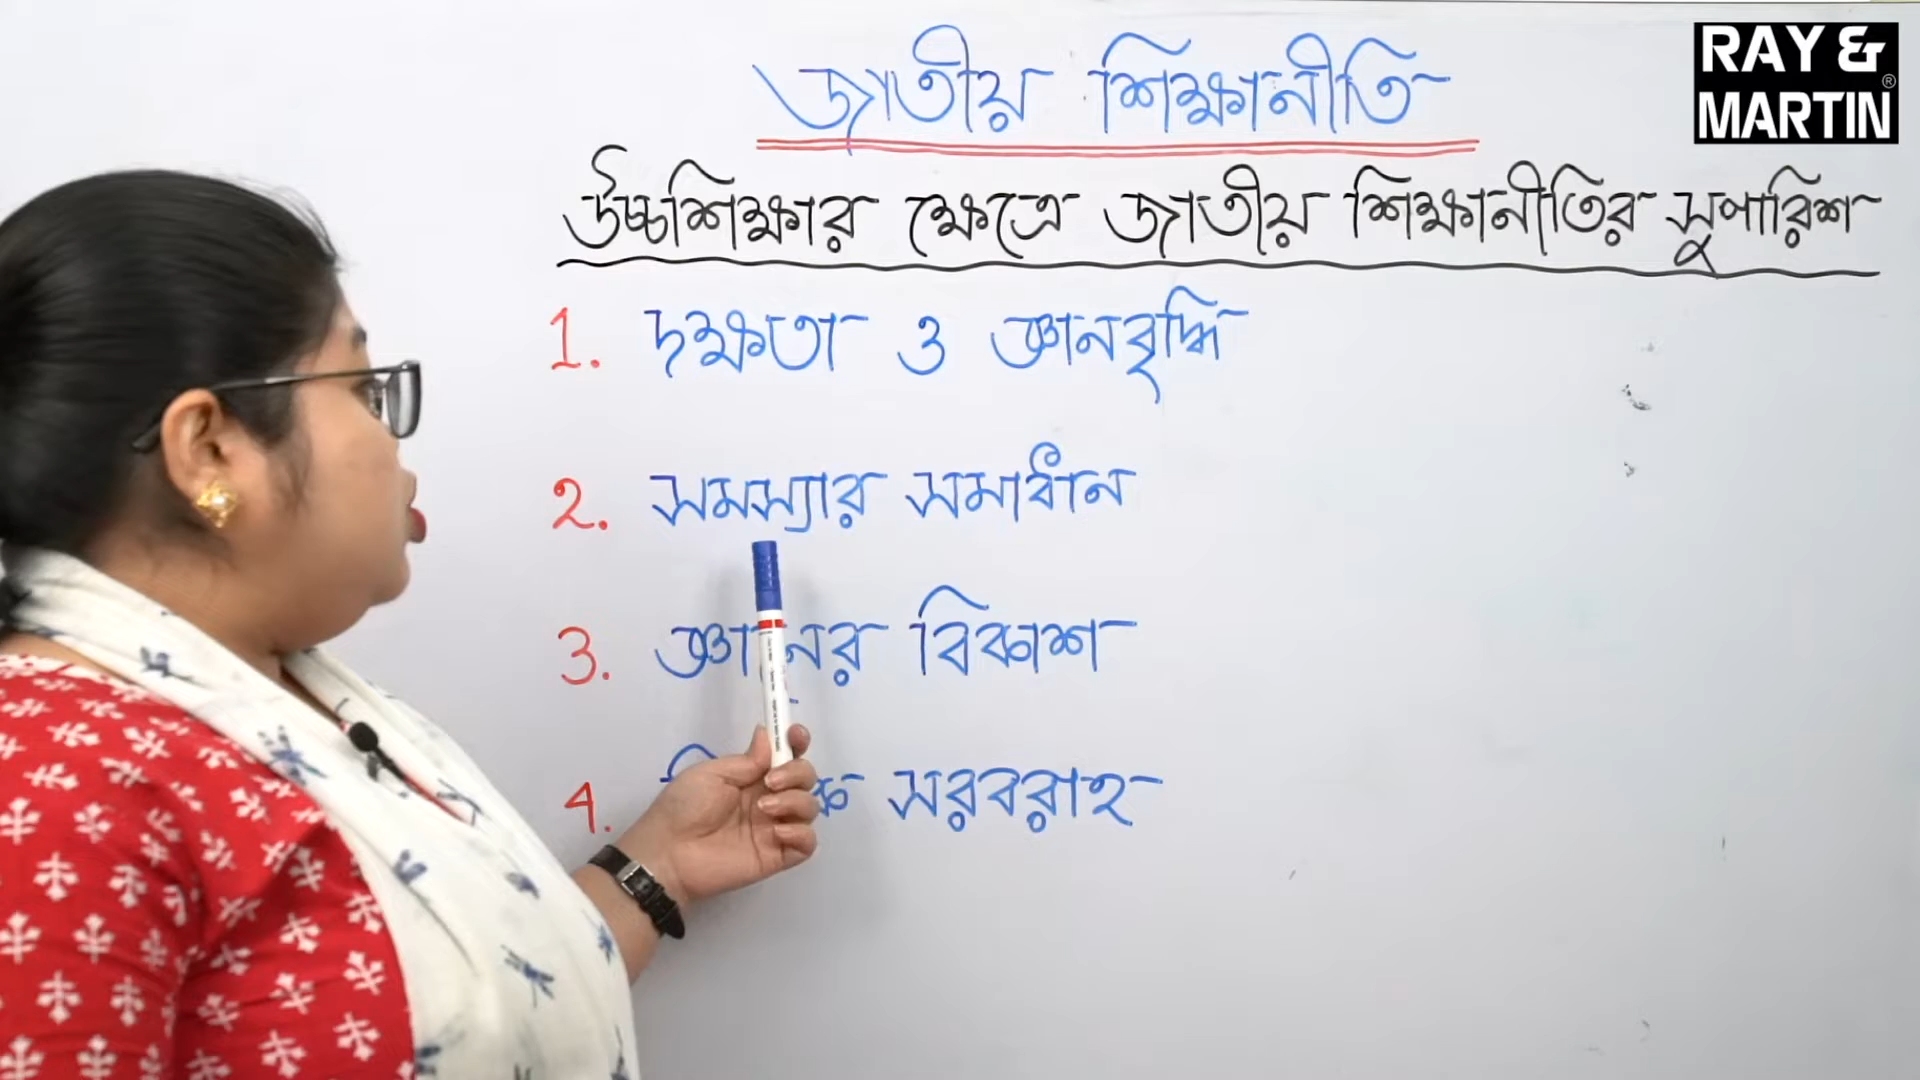 RAY &
MARTIN®
জাতীয় শিক্ষানীতি
উচ্চশিক্ষার ক্ষেত্রে জাতীয় শিক্ষানীতির সুপারিশ
1. দক্ষতা ও জ্ঞানবৃদ্ধি
2. সমস্যার সমাধান
3. জ্ঞানের বিকাশ
4. সরবরাহ